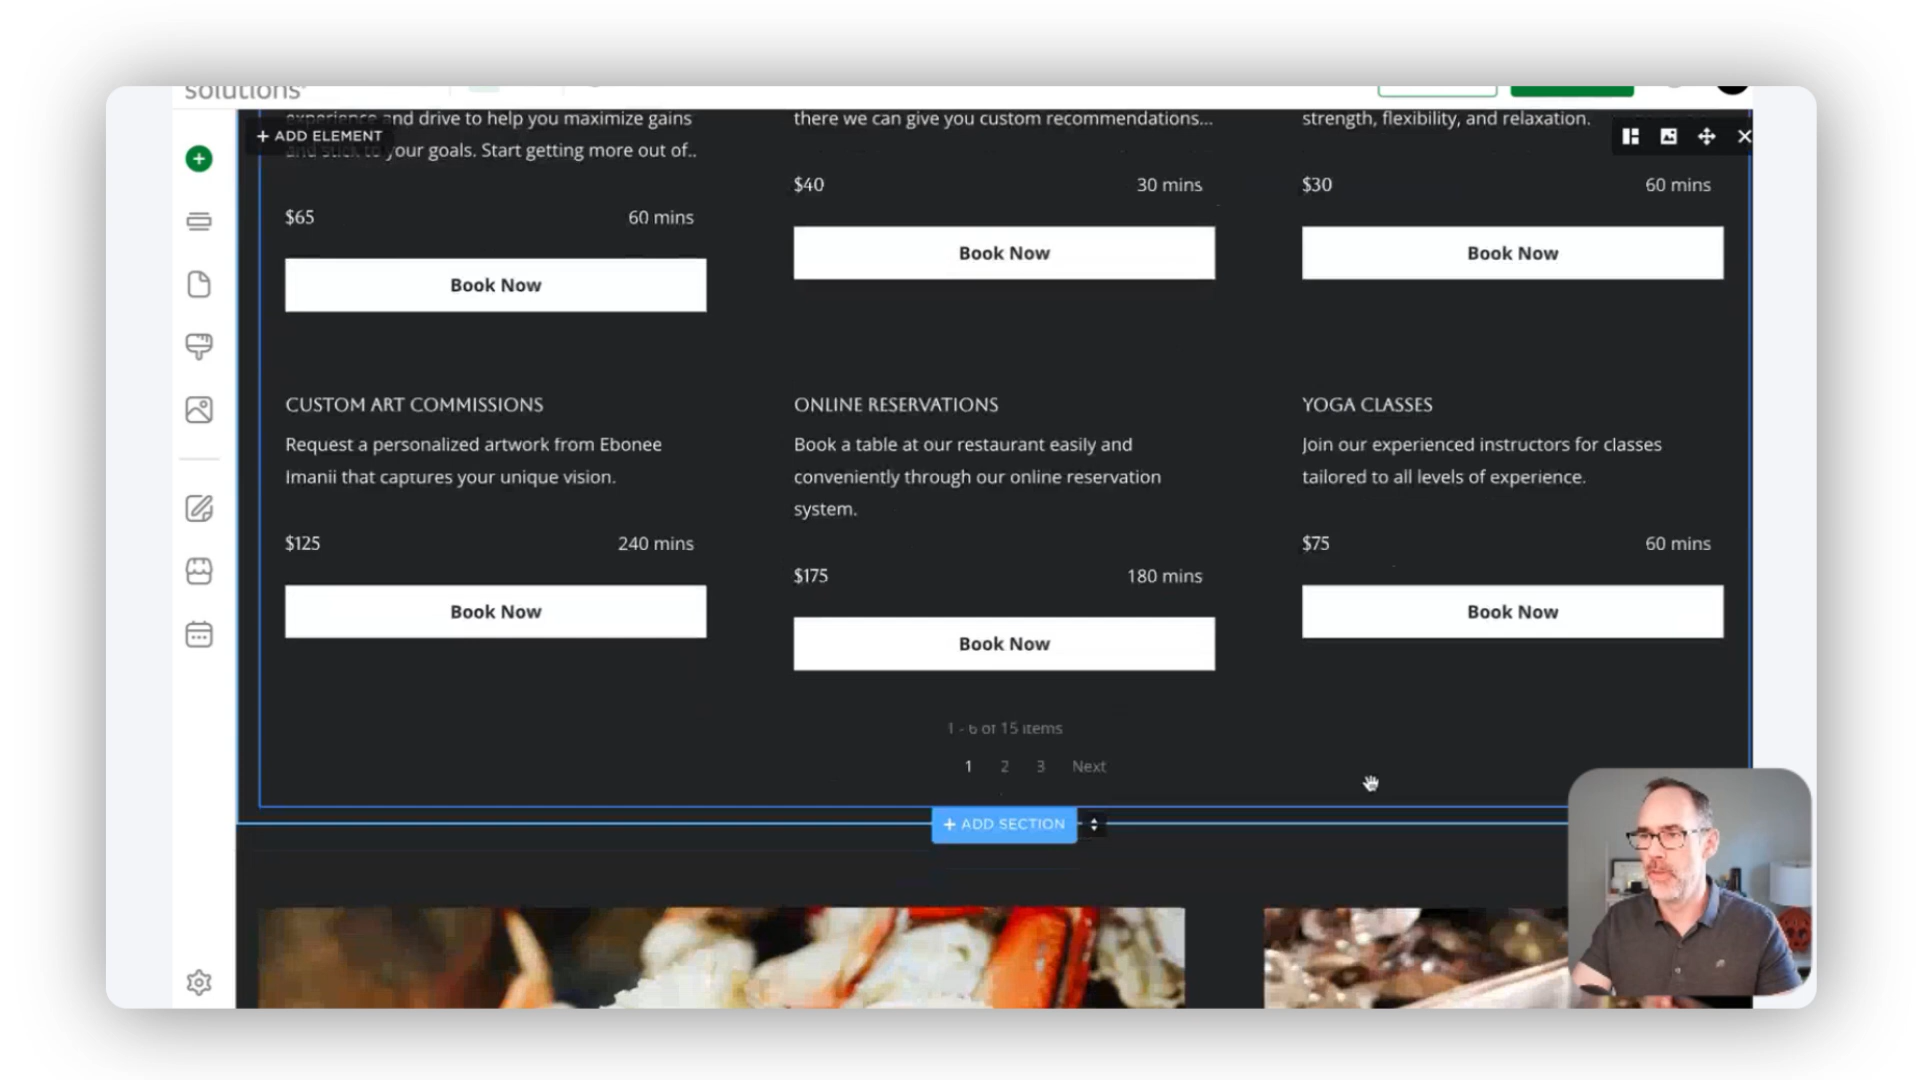 solutions
+ ADD ELEMENT
experience and drive to help you maximize gains
and stick to your goals. Start getting more out of..
$65 60 mins
Book Now
there we can give you custom recommendations...
$40 30 mins
Book Now
strength, flexibility, and relaxation.
$30 60 mins
Book Now
CUSTOM ART COMMISSIONS
Request a personalized artwork from Ebonee
Imanii that captures your unique vision.
$125 240 mins
Book Now
ONLINE RESERVATIONS
Book a table at our restaurant easily and
conveniently through our online reservation
system.
$175 180 mins
Book Now
YOGA CLASSES
Join our experienced instructors for classes
tailored to all levels of experience.
$75 60 mins
Book Now
1 - 6 of 15 items
1 2 3 Next
+ ADD SECTION